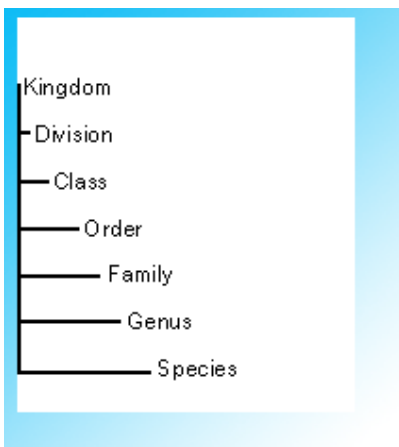 Kingdom
Division
Class
Order
Family
Genus
Species